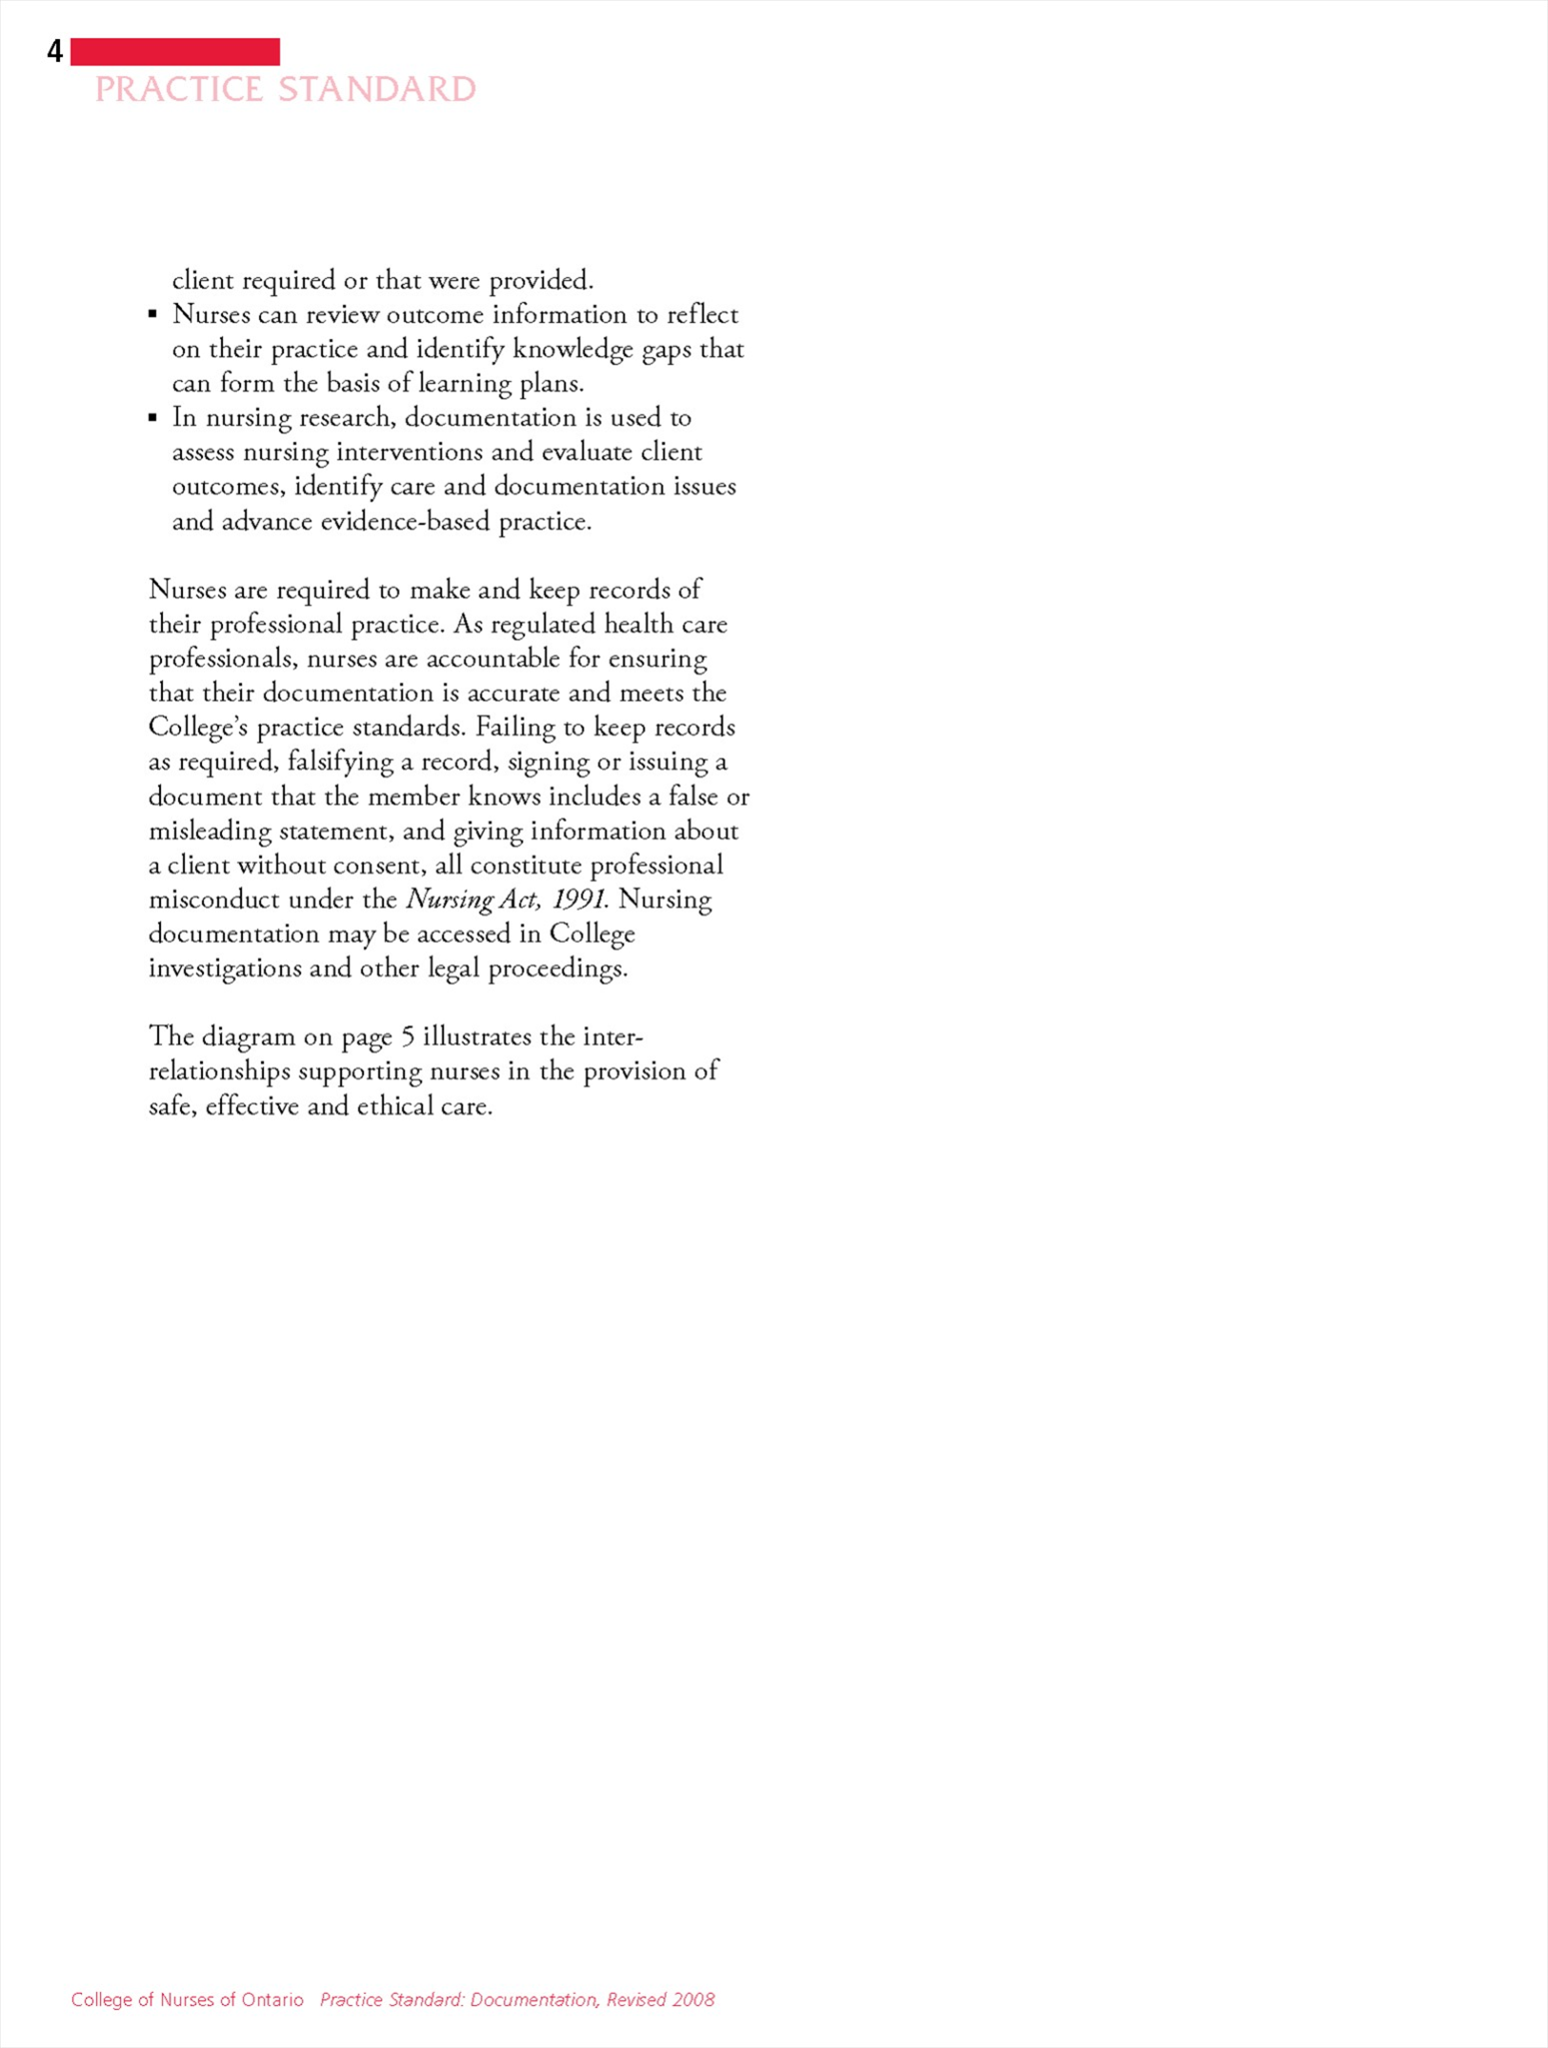 4
PRACTICE STANDARD
client required or that were provided.
▪ Nurses can review outcome information to reflect
on their practice and identify knowledge gaps that
can form the basis of learning plans.
▪ In nursing research, documentation is used to
assess nursing interventions and evaluate client
outcomes, identify care and documentation issues
and advance evidence-based practice.
Nurses are required to make and keep records of
their professional practice. As regulated health care
professionals, nurses are accountable for ensuring
that their documentation is accurate and meets the
College’s practice standards. Failing to keep records
as required, falsifying a record, signing or issuing a
document that the member knows includes a false or
misleading statement, and giving information about
a client without consent, all constitute professional
misconduct under the Nursing Act, 1991. Nursing
documentation may be accessed in College
investigations and other legal proceedings.
The diagram on page 5 illustrates the inter-
relationships supporting nurses in the provision of
safe, effective and ethical care.
College of Nurses of Ontario Practice Standard: Documentation, Revised 2008